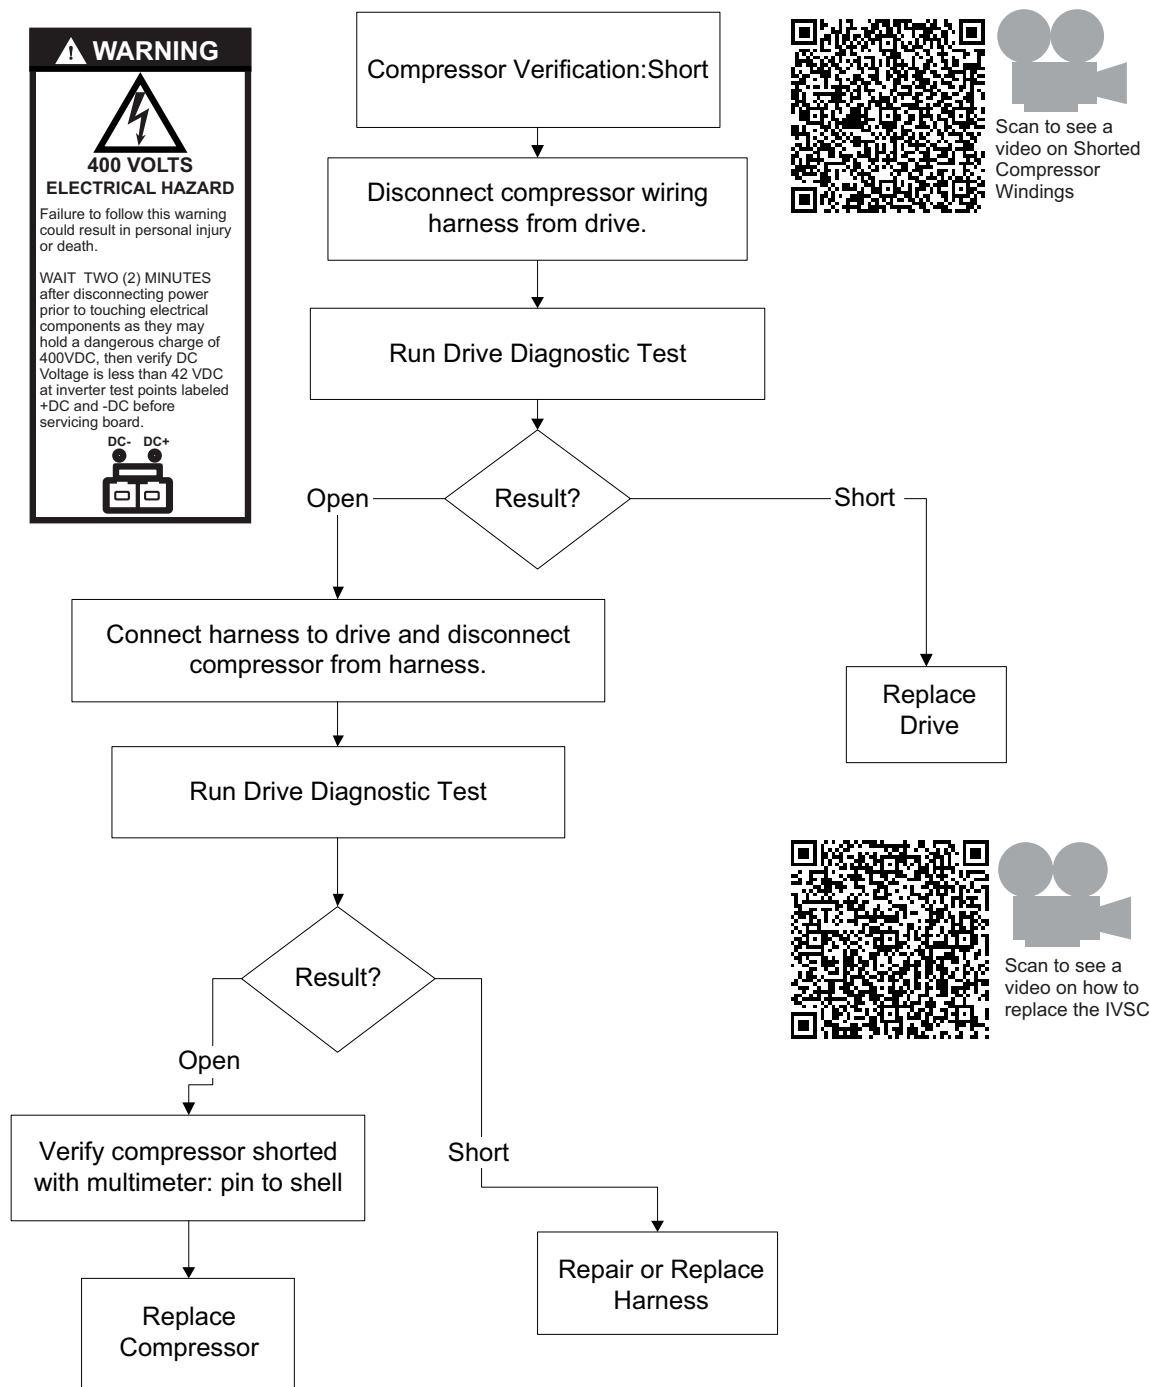 WARNING
400 VOLTS
ELECTRICAL HAZARD
Failure to follow this warning
could result in personal injury
or death.
WAIT TWO (2) MINUTES
after disconnecting power
prior to touching electrical
components as they may
hold a dangerous charge of
400VDC, then verify DC
Voltage is less than 42 VDC
at inverter test points labeled
+DC and -DC before
servicing board.
DC- DC+
Compressor Verification:Short
Scan to see a
video on Shorted
Compressor
Windings
Disconnect compressor wiring
harness from drive.
Run Drive Diagnostic Test
Result?
Open
Short
Connect harness to drive and disconnect
compressor from harness.
Replace
Drive
Run Drive Diagnostic Test
Scan to see a
video on how to
replace the IVSC
Result?
Open
Short
Verify compressor shorted
with multimeter: pin to shell
Repair or Replace
Harness
Replace
Compressor